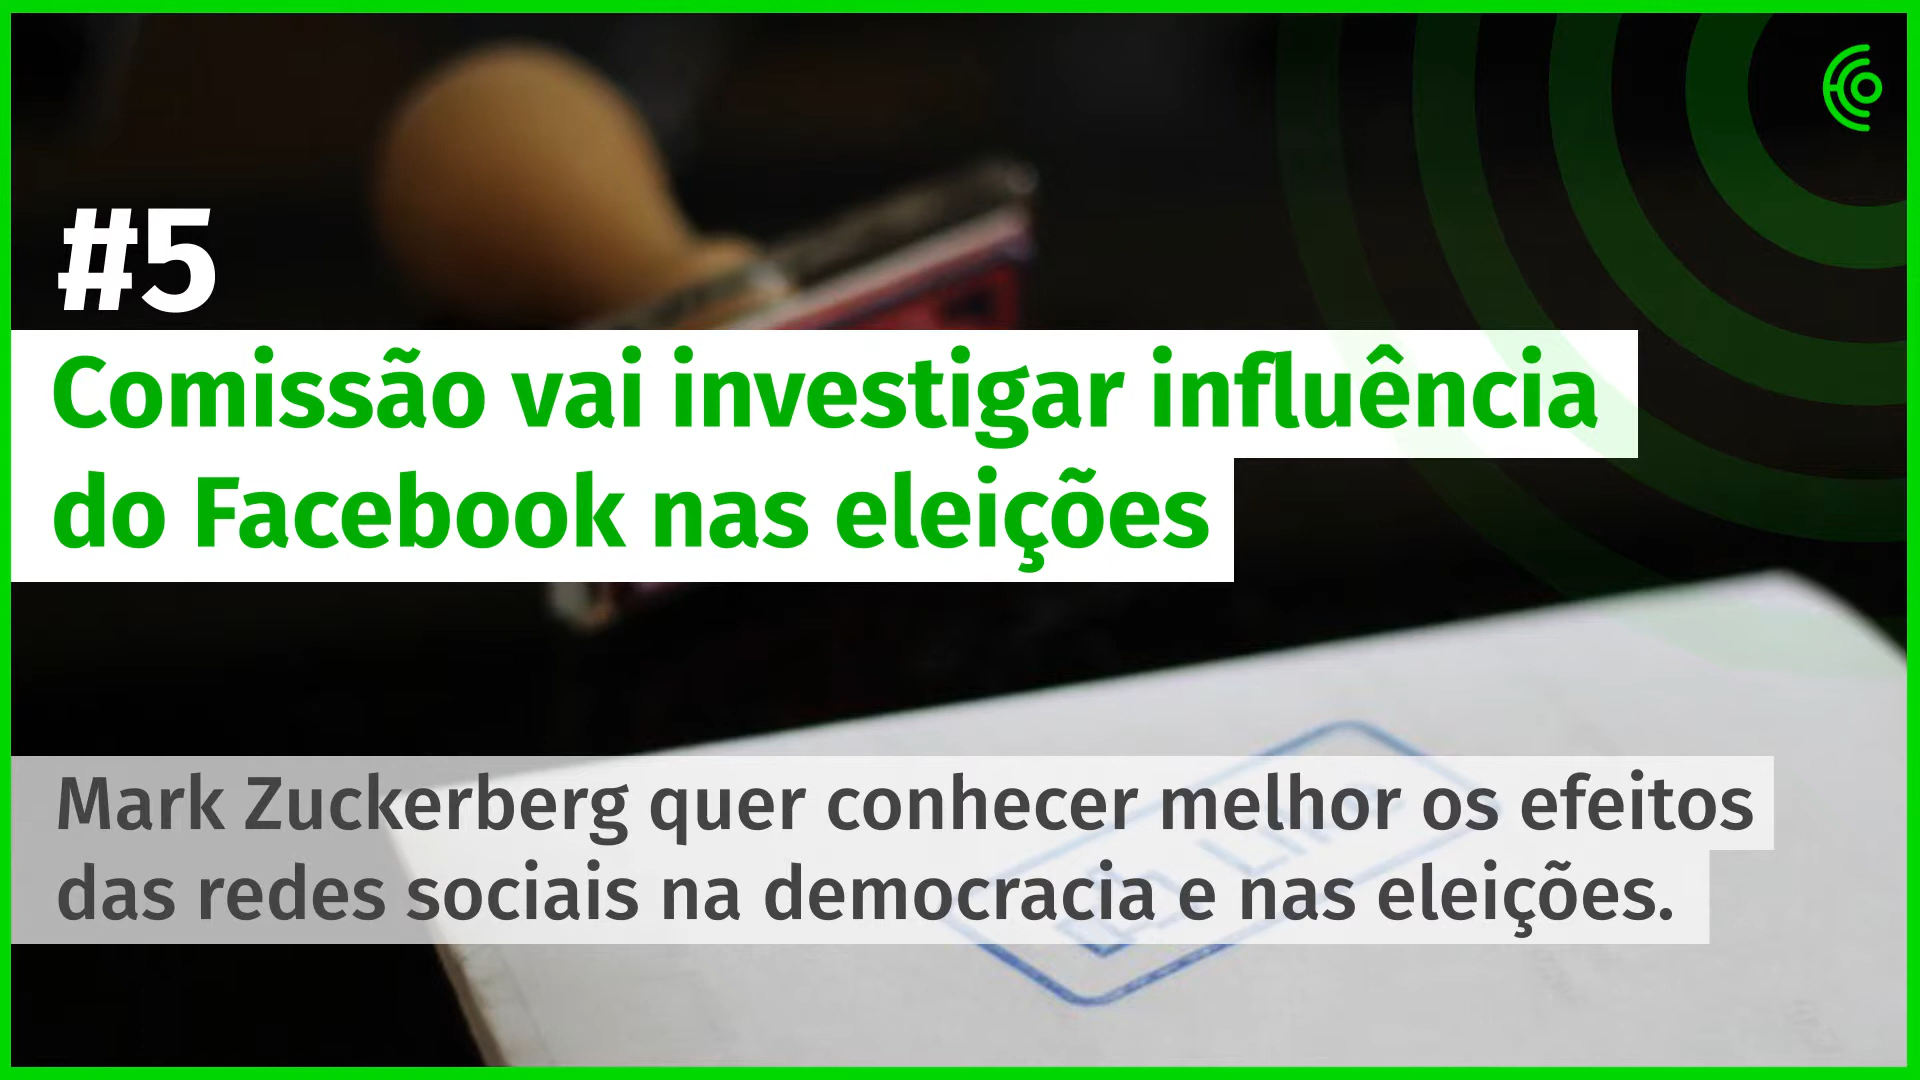 #5
Comissão vai investigar influência
do Facebook nas eleições
Mark Zuckerberg quer conhecer melhor os efeitos
das redes sociais na democracia e nas eleições.